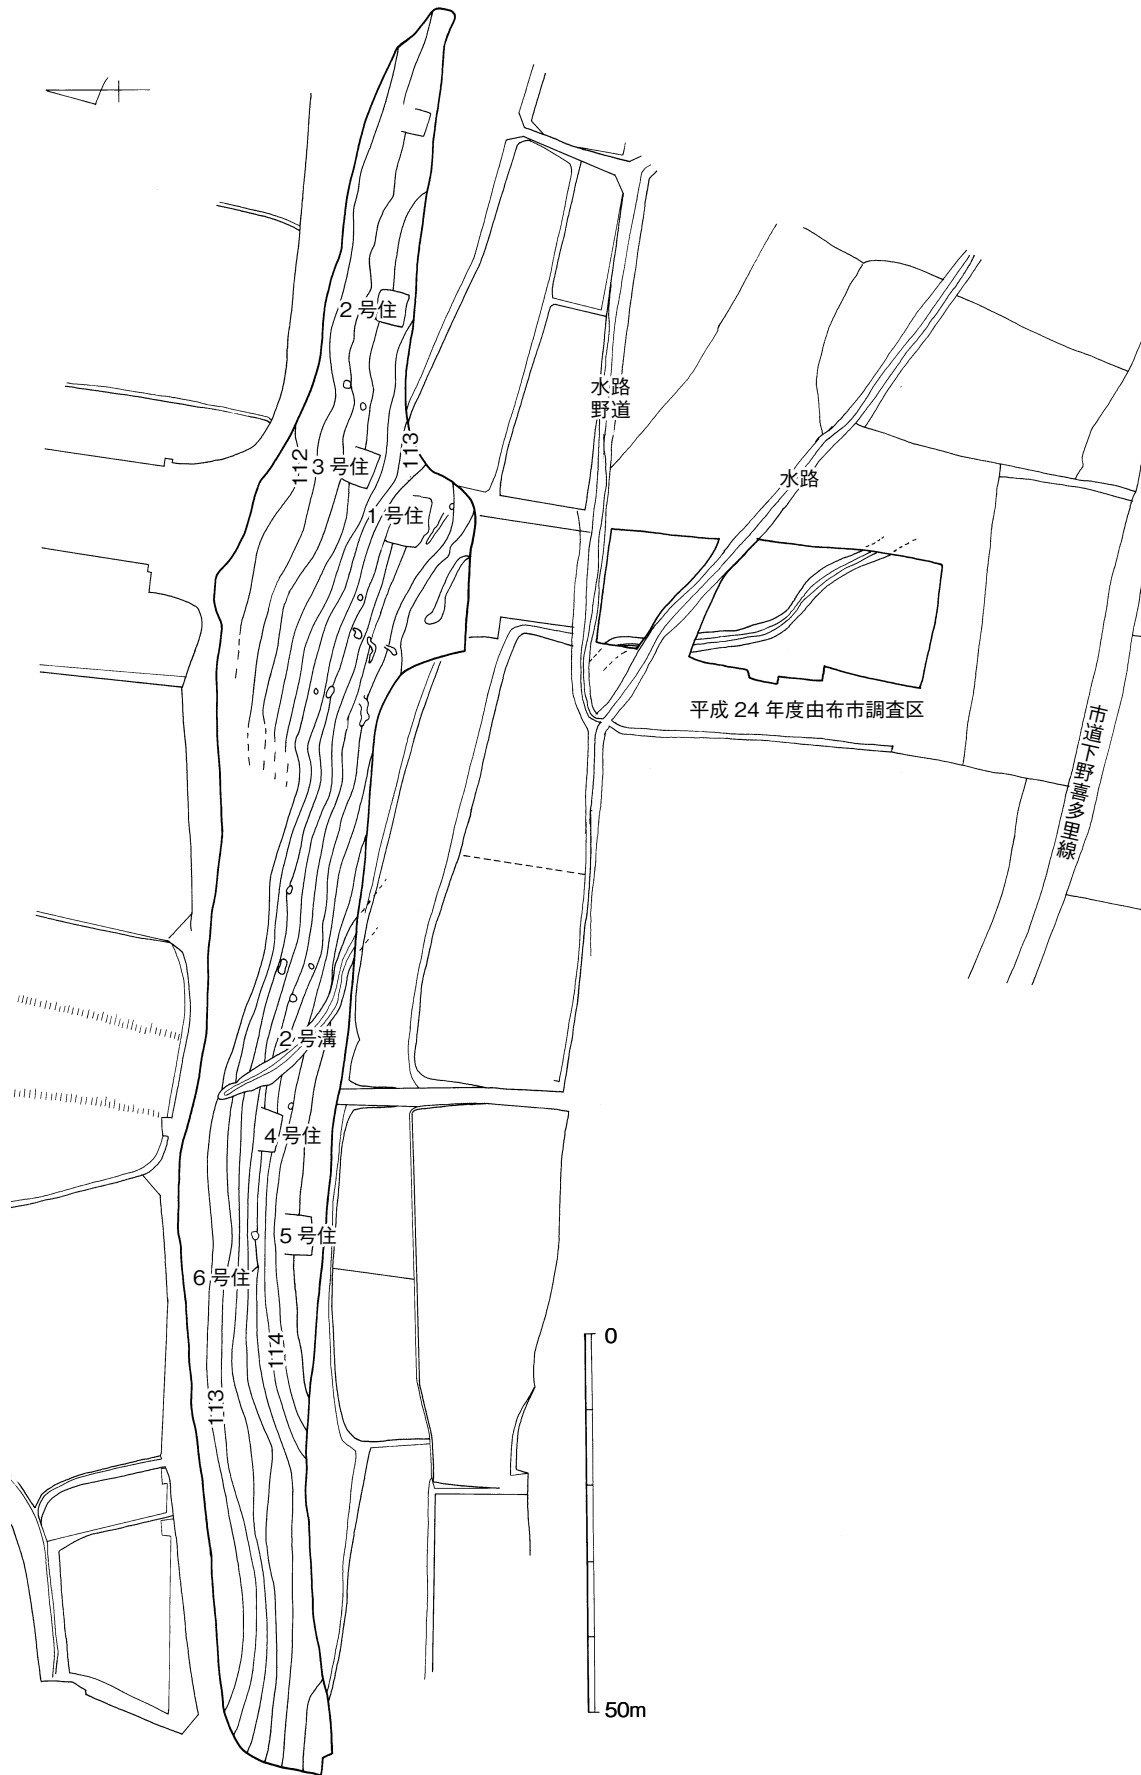 2号住
水路
野道
112
3号住
113
水路
1号住
平成24年度由布市調査区
市道下野喜多里線
2号溝
4号住
5号住
6号住
0
114
113
50m